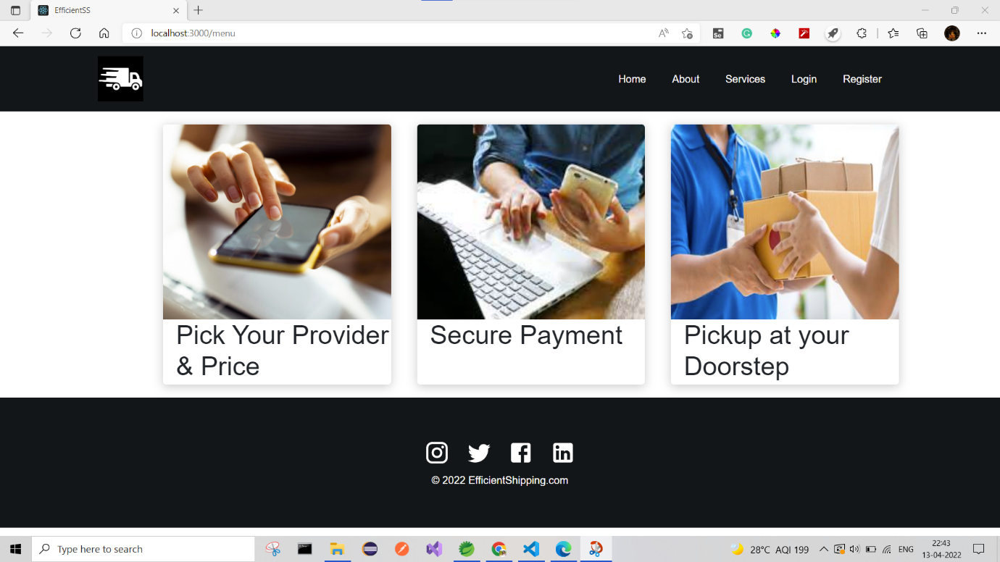 EfficientSS
localhost:3000/menu
Home
About
Services
Login
Register
Pick Your Provider
& Price
Secure Payment
Pickup at your
Doorstep
© 2022 EfficientShipping.com
Type here to search
28°C AQI 199
ENG
22:43
13-04-2022